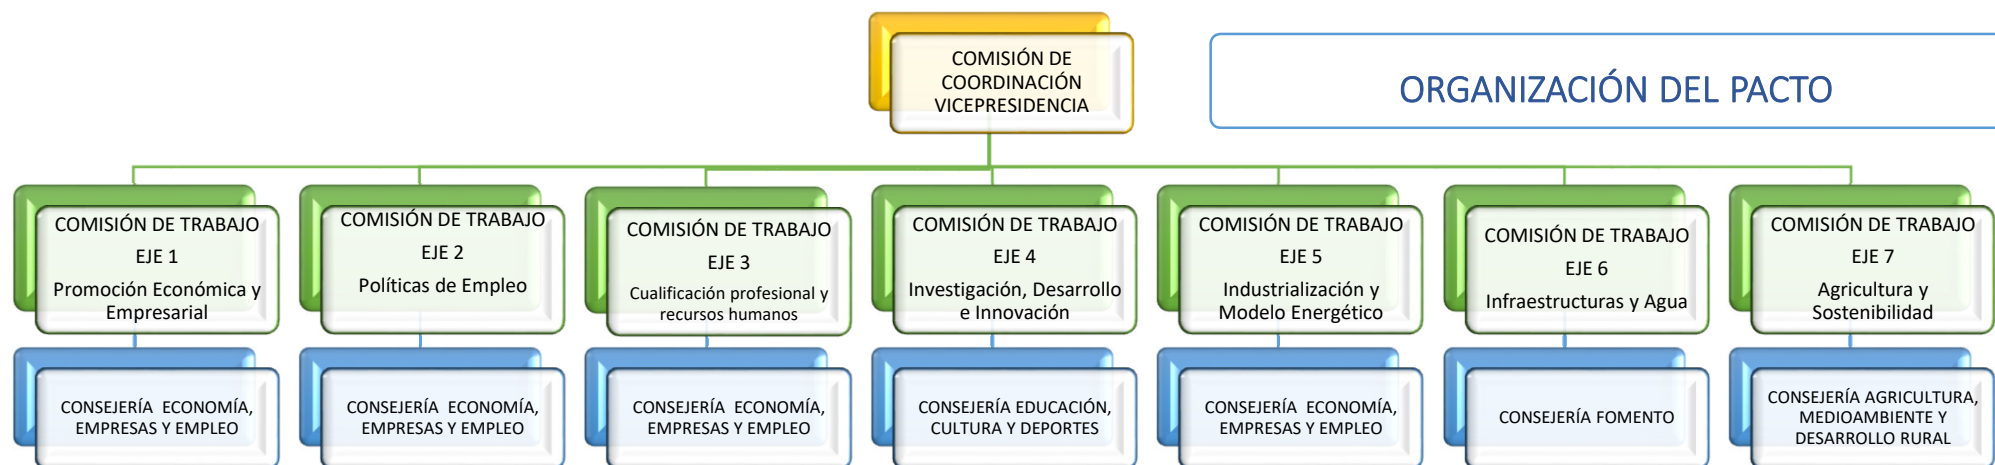 COMISIÓN DE
COORDINACIÓN
VICEPRESIDENCIA
ORGANIZACIÓN DEL PACTO
COMISIÓN DE TRABAJO
EJE 1
Promoción Económica y
Empresarial
COMISIÓN DE TRABAJO
EJE 2
Políticas de Empleo
COMISIÓN DE TRABAJO
EJE 3
Cualificación profesional y
recursos humanos
COMISIÓN DE TRABAJO
EJE 4
Investigación, Desarrollo
e Innovación
COMISIÓN DE TRABAJO
EJE 5
Industrialización y
Modelo Energético
COMISIÓN DE TRABAJO
EJE 6
Infraestructuras y Agua
COMISIÓN DE TRABAJO
EJE 7
Agricultura y
Sostenibilidad
CONSEJERÍA ECONOMÍA,
EMPRESAS Y EMPLEO
CONSEJERÍA ECONOMÍA,
EMPRESAS Y EMPLEO
CONSEJERÍA ECONOMÍA,
EMPRESAS Y EMPLEO
CONSEJERÍA EDUCACIÓN,
CULTURA Y DEPORTES
CONSEJERÍA ECONOMÍA,
EMPRESAS Y EMPLEO
CONSEJERÍA FOMENTO
CONSEJERÍA AGRICULTURA,
MEDIOAMBIENTE Y
DESARROLLO RURAL